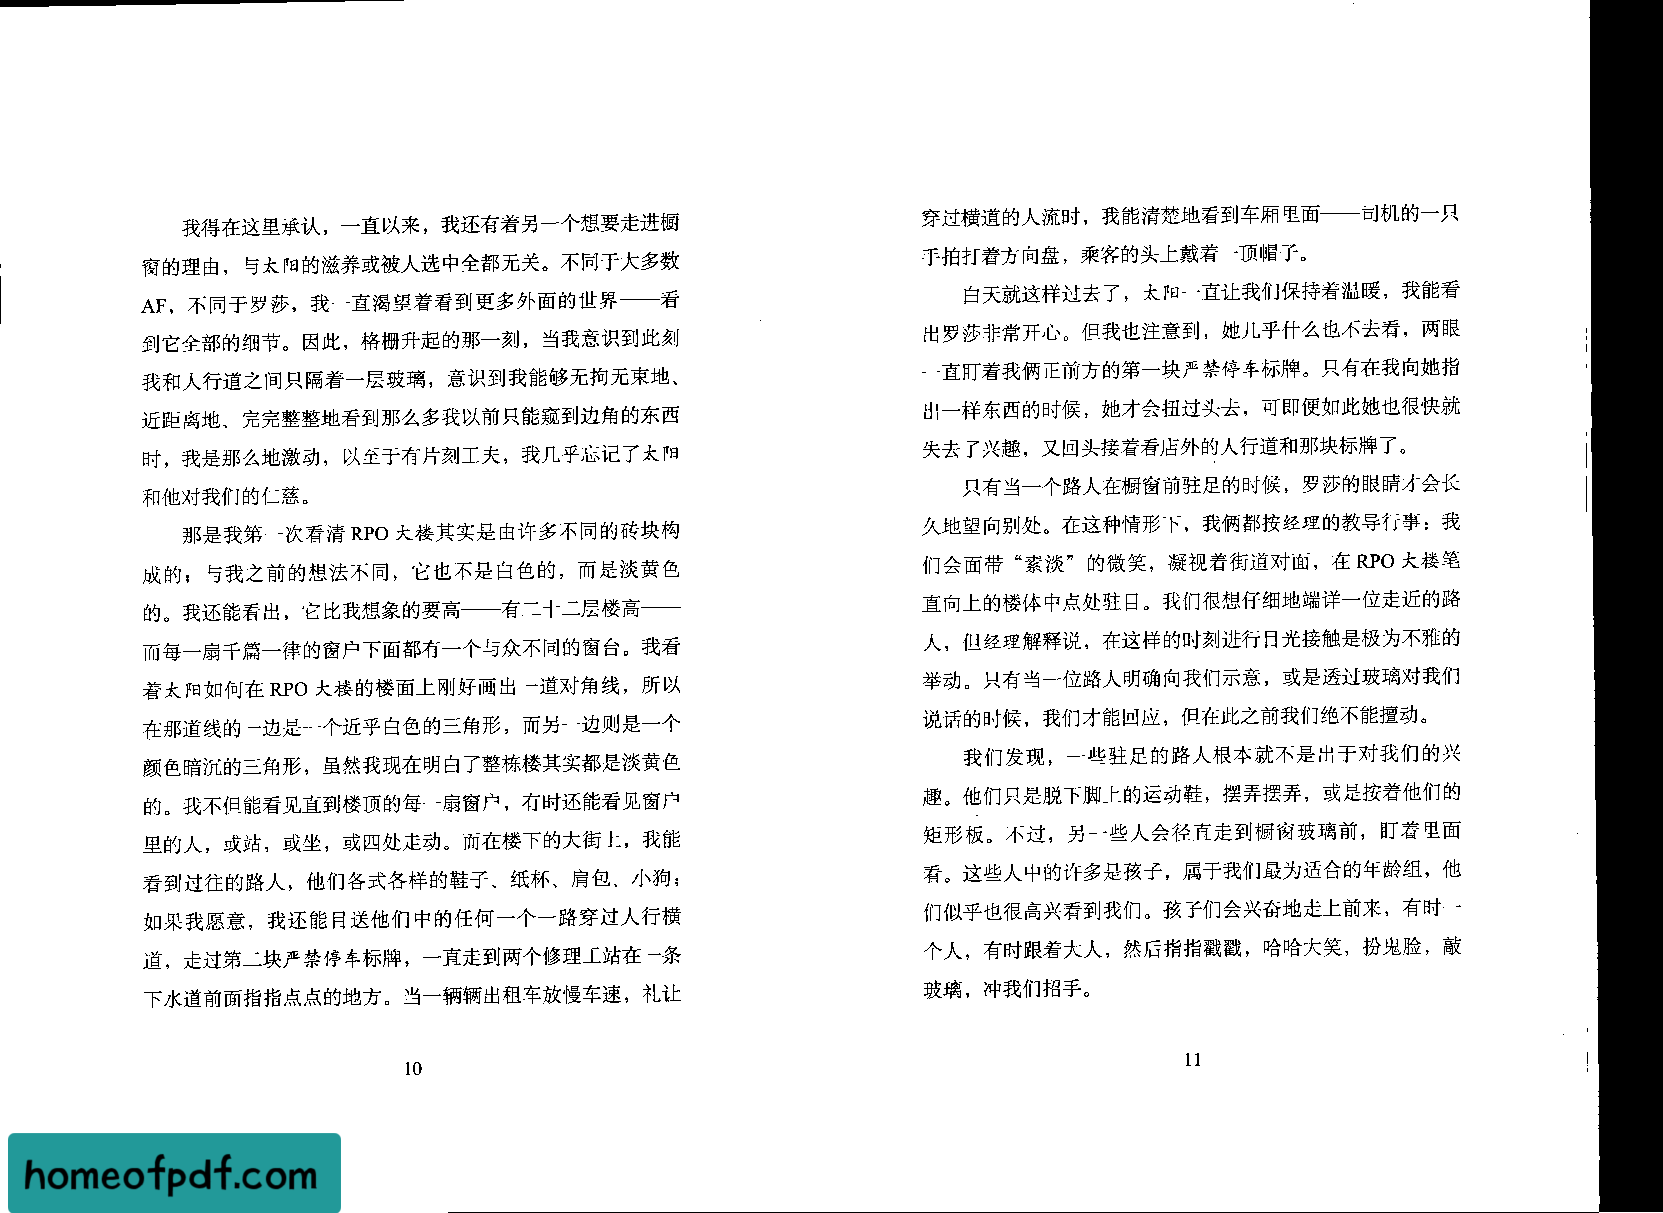 我得在这里承认，一直以来，我还有着另一个想要走进橱
窗的理由，与太阳的滋养或被人选中全都无关。不同于大多数
AF，不同于罗莎，我一直渴望着看到更多外面的世界——看
到它全部的细节。因此，格栅升起的那一刻，当我意识到此刻
我和人行道之间只隔着一层玻璃，意识到我能够无拘无束地、
近距离地、完完整整地看到那么多我以前只能窥到边角的东西
时，我是那么地激动，以至于有片刻工夫，我几乎忘记了太阳
和他对我们的仁慈。
那是我第一次看清 RPO 大楼其实是由许多不同的砖块构
成的；与我之前的想法不同，它也不是白色的，而是淡黄色
的。我还能看出，它比我想象的要高——有二十二层楼高——
而每一扇千篇一律的窗户下面都有一个与众不同的窗台。我看
着太阳如何在 RPO 大楼的楼面上刚好画出一道对角线，所以
在那道线的一边是一个近乎白色的三角形，而另一边则是一个
颜色暗沉的三角形，虽然我现在明白了整栋楼其实都是淡黄色
的。我不但能看见直到楼顶的每一扇窗户，有时还能看见窗户
里的人，或站，或坐，或四处走动。而在楼下的大街上，我能
看到过往的路人，他们各式各样的鞋子、纸杯、肩包、小狗；
如果我愿意，我还能目送他们中的任何一个一路穿过人行横
道，走过第二块严禁停车标牌，一直走到两个修理工站在一条
下水道前面指指点点的地方。当一辆辆出租车放慢车速，礼让
10
穿过横道的人流时，我能清楚地看到车厢里面——司机的一只
手拍打着方向盘，乘客的头上戴着一顶帽子。
白天就这样过去了，太阳一直让我们保持着温暖，我能看
出罗莎非常开心。但我也注意到，她几乎什么也不去看，两眼
一直盯着我俩正前方的第一块严禁停车标牌。只有在我向她指
出一样东西的时候，她才会扭过头去，可即便如此她也很快就
失去了兴趣，又回头接着看店外的人行道和那块标牌了。
只有当一个路人在橱窗前驻足的时候，罗莎的眼睛才会长
久地望向别处。在这种情形下，我俩都按经理的教导行事：我
们会面带“素淡”的微笑，凝视着街道对面，在 RPO 大楼笔
直向上的楼体中点处驻目。我们很想仔细地端详一位走近的路
人，但经理解释说，在这样的时刻进行目光接触是极为不雅的
举动。只有当一位路人明确向我们示意，或是透过玻璃对我们
说话的时候，我们才能回应，但在此之前我们绝不能擅动。
我们发现，一些驻足的路人根本就不是出于对我们的兴
趣。他们只是脱下脚上的运动鞋，摆弄摆弄，或是按着他们的
矩形板。不过，另一些人会径直走到橱窗玻璃前，盯着里面
看。这些人中的许多是孩子，属于我们最为适合的年龄组，他
们似乎也很高兴看到我们。孩子们会兴奋地走上前来，有时一
个人，有时跟着大人，然后指指戳戳，哈哈大笑，扮鬼脸，敲
玻璃，冲我们招手。
11
homeofpdf.com